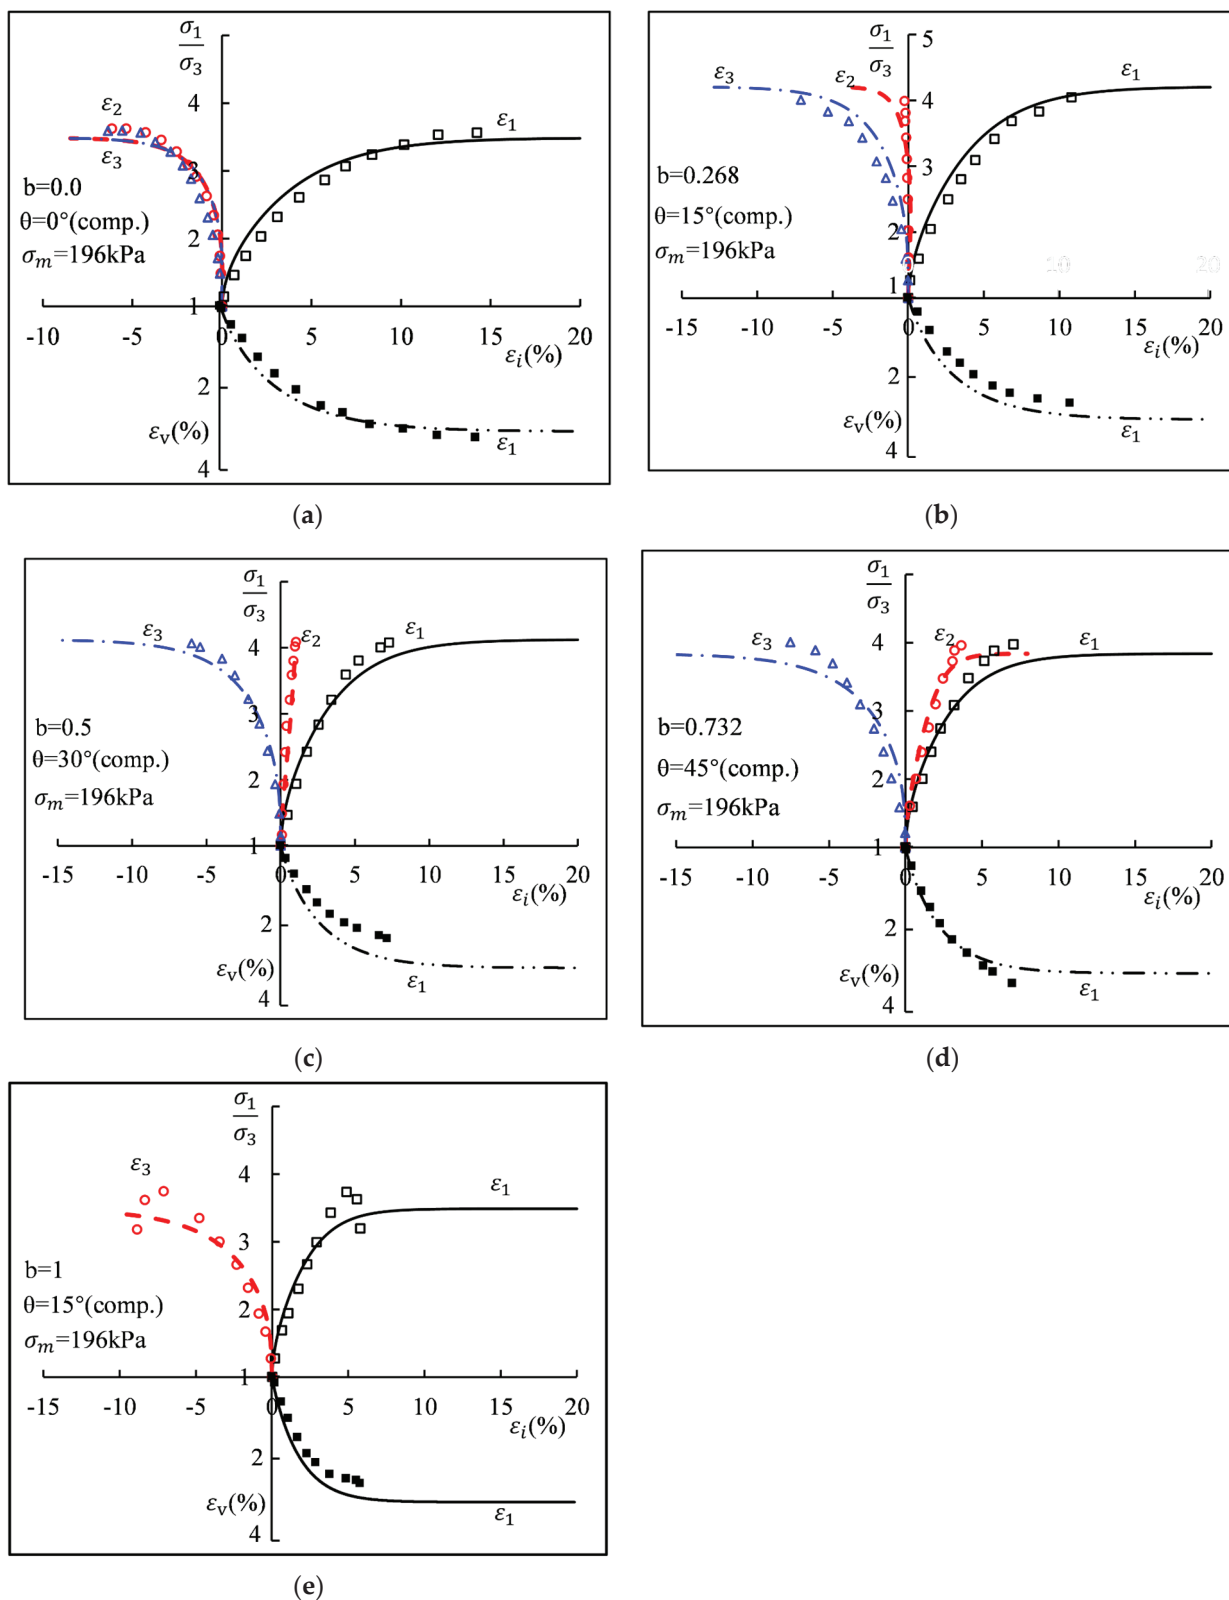 σ1/σ3
4
3
2
1
ε2
ε3
ε1
b=0.0
θ=0°(comp.)
σm=196kPa
-10 -5 0 5 10 15 20
εi(%)
2
εv(%)
ε1
4
(a)
σ1/σ3
5
4
3
2
1
ε3
ε2
ε1
b=0.268
θ=15°(comp.)
σm=196kPa
10 20
-15 -10 -5 0 5 10 15 20
εi(%)
2
εv(%)
ε1
4
(b)
σ1/σ3
4
3
2
1
ε3
ε2
ε1
b=0.5
θ=30°(comp.)
σm=196kPa
-15 -10 -5 0 5 10 15 20
εi(%)
2
εv(%)
ε1
4
(c)
σ1/σ3
4
3
2
1
ε3
ε2
ε1
b=0.732
θ=45°(comp.)
σm=196kPa
-15 -10 -5 0 5 10 15 20
εi(%)
2
εv(%)
ε1
4
(d)
σ1/σ3
4
3
2
1
ε3
ε1
b=1
θ=15°(comp.)
σm=196kPa
-15 -10 -5 0 5 10 15 20
εi(%)
2
εv(%)
ε1
4
(e)